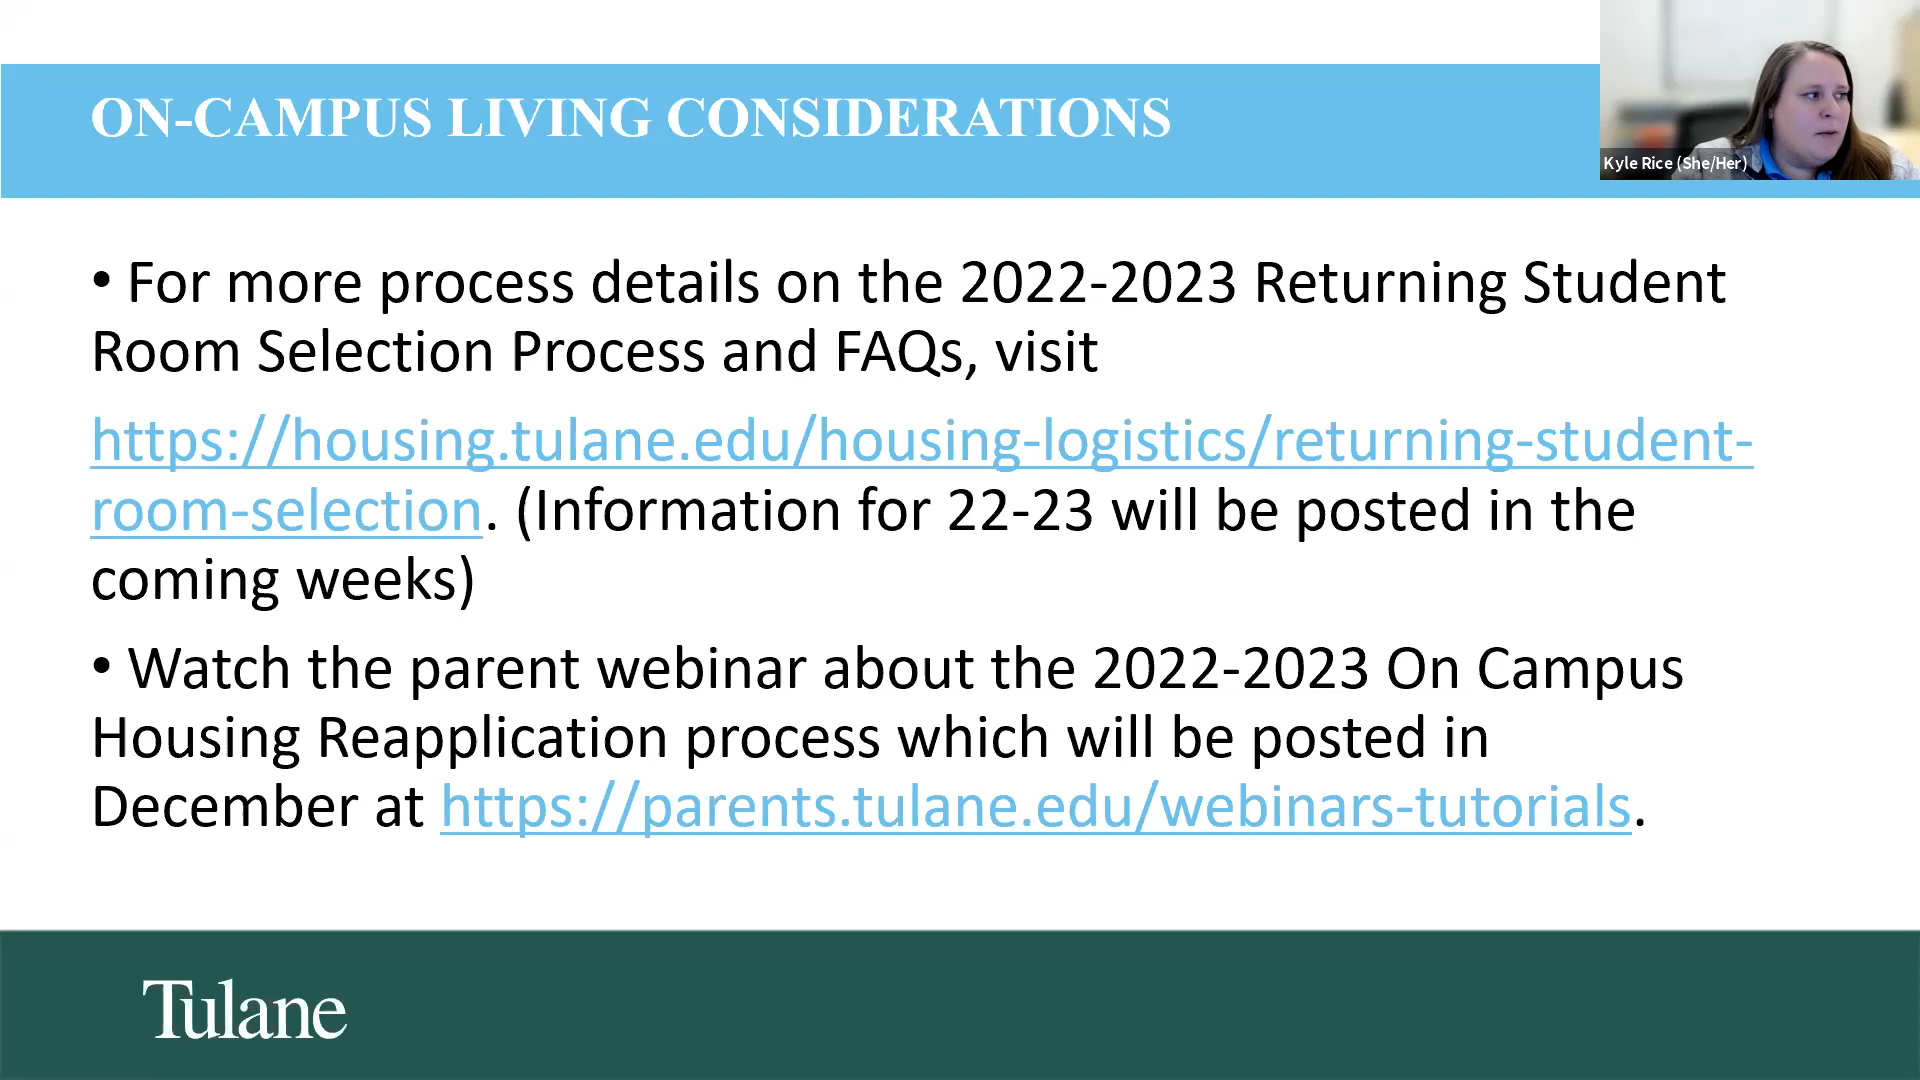 ON-CAMPUS LIVING CONSIDERATIONS
Kyle Rice (She/Her)
• For more process details on the 2022-2023 Returning Student
Room Selection Process and FAQs, visit
https://housing.tulane.edu/housing-logistics/returning-student-
room-selection. (Information for 22-23 will be posted in the
coming weeks)
• Watch the parent webinar about the 2022-2023 On Campus
Housing Reapplication process which will be posted in
December at https://parents.tulane.edu/webinars-tutorials.
Tulane